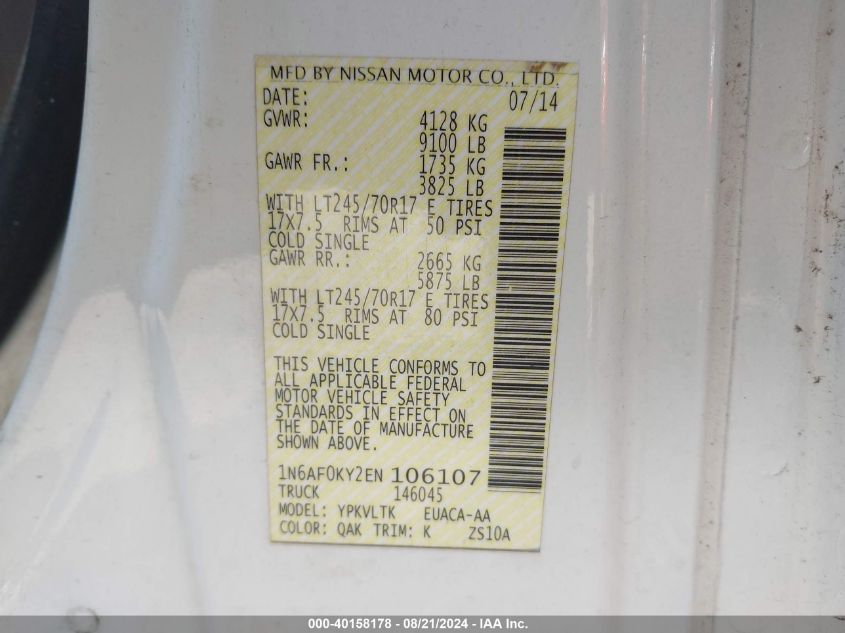 MFD BY NISSAN MOTOR CO., LTD.
DATE: 07/14
GVWR: 4128 KG
9100 LB
GAWR FR.: 1735 KG
3825 LB
WITH LT245/70R17 E TIRES
17X7.5 RIMS AT 50 PSI
COLD SINGLE
GAWR RR.: 2665 KG
5875 LB
WITH LT245/70R17 E TIRES
17X7.5 RIMS AT 80 PSI
COLD SINGLE
THIS VEHICLE CONFORMS TO
ALL APPLICABLE FEDERAL
MOTOR VEHICLE SAFETY
STANDARDS IN EFFECT ON
THE DATE OF MANUFACTURE
SHOWN ABOVE.
1N6AF0KY2EN 106107
TRUCK 146045
MODEL: YPKVLTK EUACA-AA
COLOR: QAK TRIM: K ZS10A
000-40158178 - 08/21/2024 - IAA Inc.